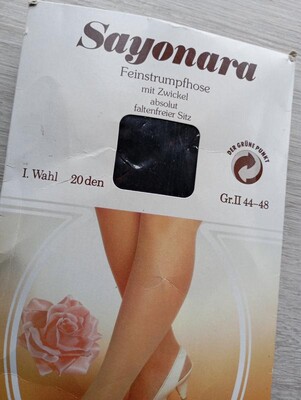 Sayonara
Feinstrumpfhose
mit Zwickel
absolut
faltenfreier Sitz
DER GRÜNE PUNKT
I. Wahl 20 den
Gr.II 44-48